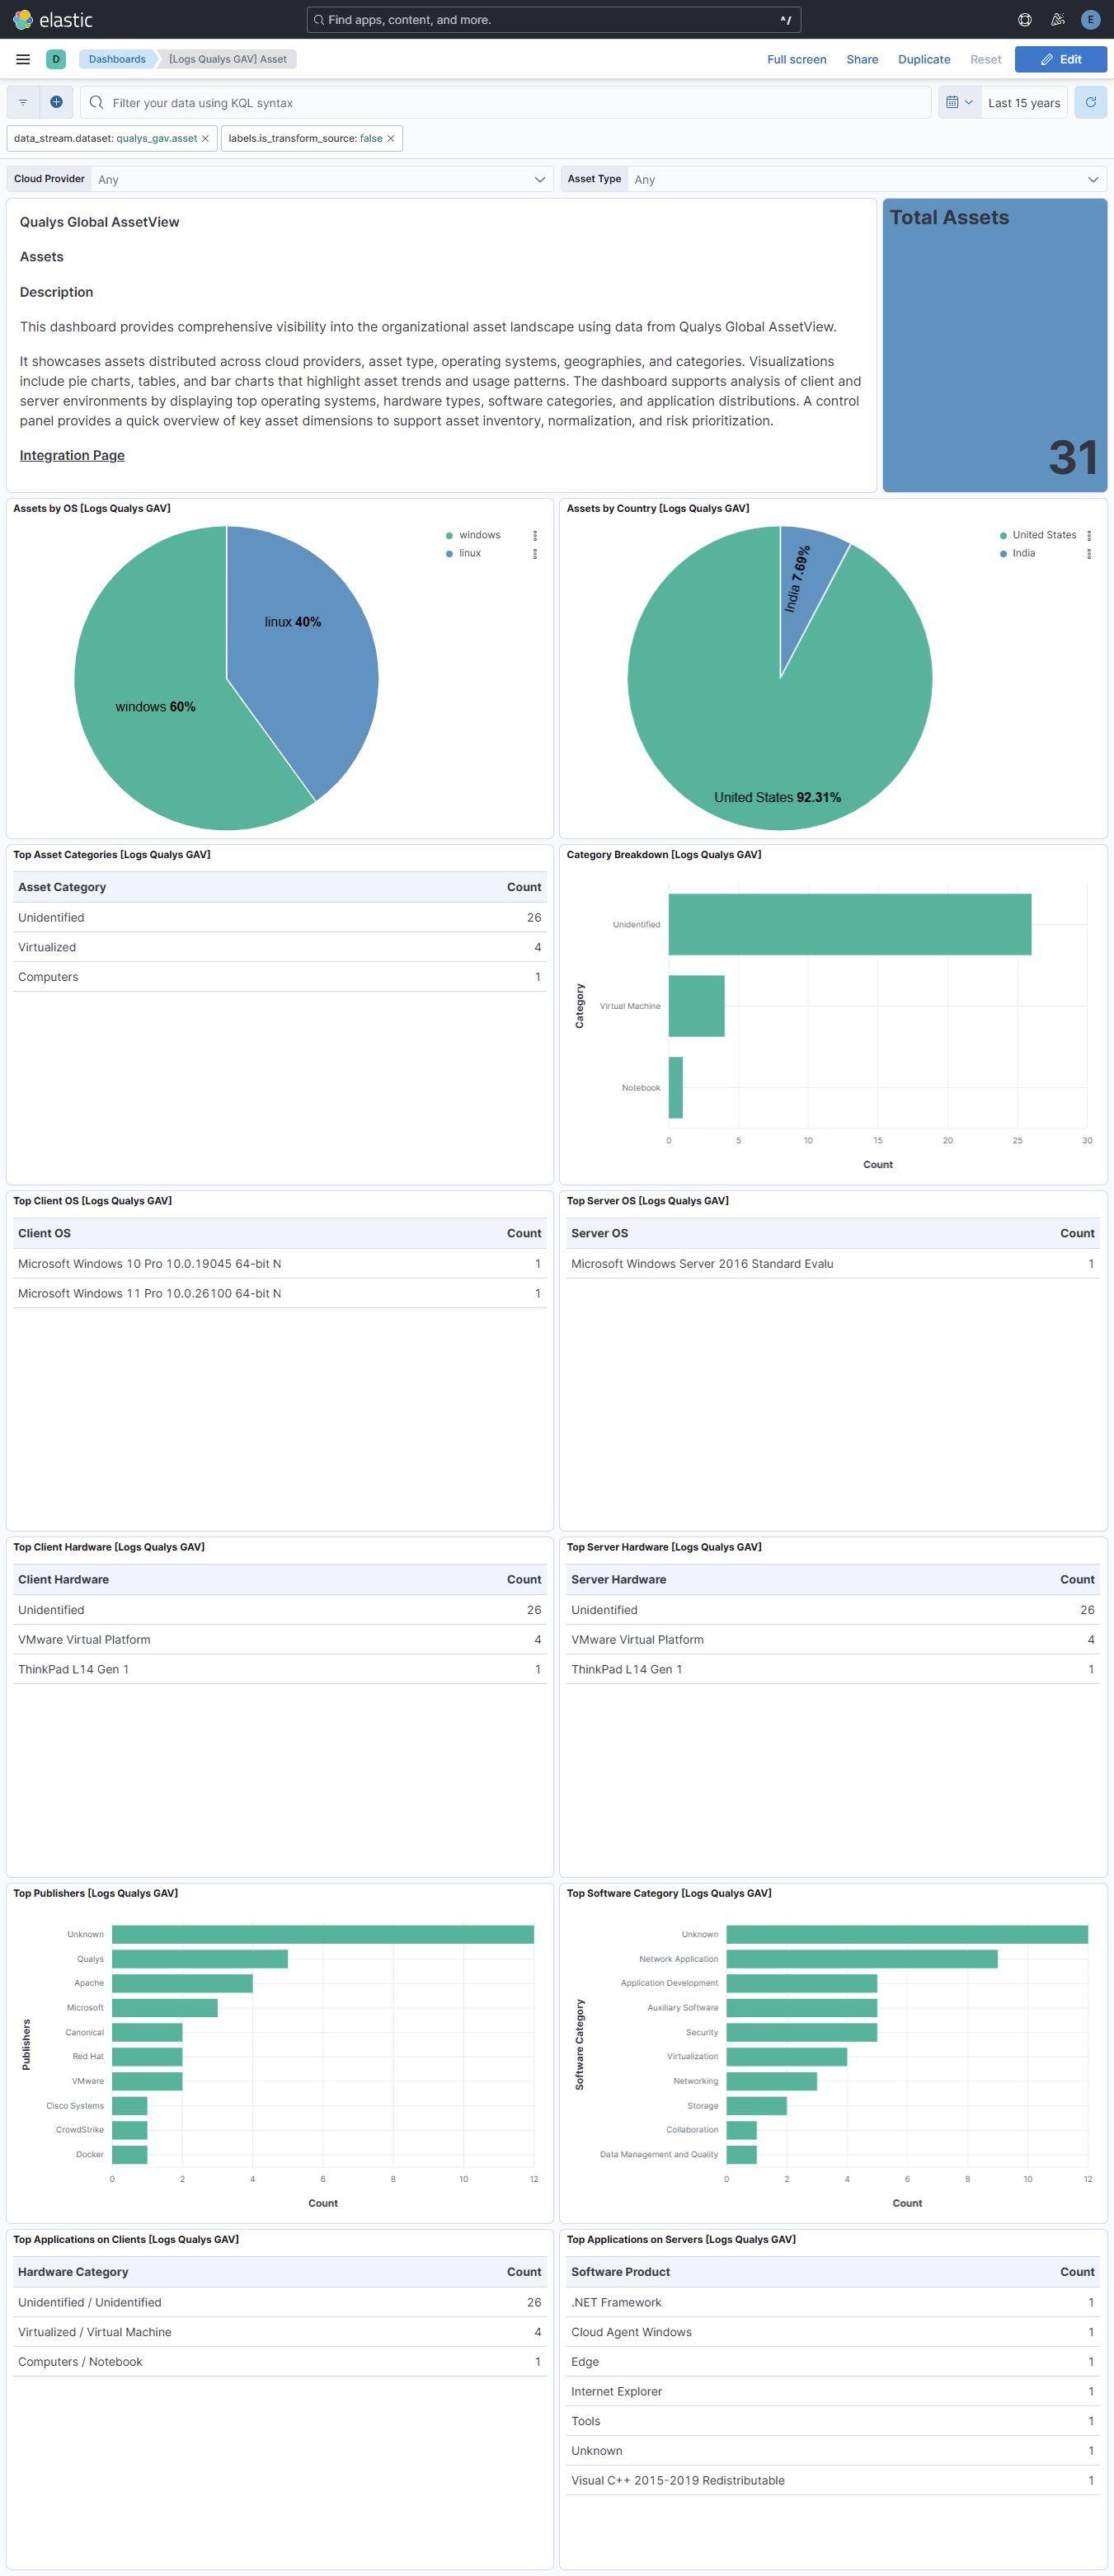 elastic
Find apps, content, and more.
^/
E
D
Dashboards
[Logs Qualys GAV] Asset
Full screen
Share
Duplicate
Reset
Edit
Filter your data using KQL syntax
Last 15 years
data_stream.dataset: qualys_gav.asset ×
labels.is_transform_source: false ×
Cloud Provider
Any
Asset Type
Any
Qualys Global AssetView
Assets
Description
This dashboard provides comprehensive visibility into the organizational asset landscape using data from Qualys Global AssetView.
It showcases assets distributed across cloud providers, asset type, operating systems, geographies, and categories. Visualizations
include pie charts, tables, and bar charts that highlight asset trends and usage patterns. The dashboard supports analysis of client and
server environments by displaying top operating systems, hardware types, software categories, and application distributions. A control
panel provides a quick overview of key asset dimensions to support asset inventory, normalization, and risk prioritization.
Integration Page
Total Assets
31
Assets by OS [Logs Qualys GAV]
windows
linux
linux 40%
windows 60%
Assets by Country [Logs Qualys GAV]
United States
India
India 7.69%
United States 92.31%
Top Asset Categories [Logs Qualys GAV]
Asset Category Count
Unidentified 26
Virtualized 4
Computers 1
Category Breakdown [Logs Qualys GAV]
Category
Unidentified
Virtual Machine
Notebook
0 5 10 15 20 25 30
Count
Top Client OS [Logs Qualys GAV]
Client OS Count
Microsoft Windows 10 Pro 10.0.19045 64-bit N 1
Microsoft Windows 11 Pro 10.0.26100 64-bit N 1
Top Server OS [Logs Qualys GAV]
Server OS Count
Microsoft Windows Server 2016 Standard Evalu 1
Top Client Hardware [Logs Qualys GAV]
Client Hardware Count
Unidentified 26
VMware Virtual Platform 4
ThinkPad L14 Gen 1 1
Top Server Hardware [Logs Qualys GAV]
Server Hardware Count
Unidentified 26
VMware Virtual Platform 4
ThinkPad L14 Gen 1 1
Top Publishers [Logs Qualys GAV]
Publishers
Unknown
Qualys
Apache
Microsoft
Canonical
Red Hat
VMware
Cisco Systems
CrowdStrike
Docker
0 2 4 6 8 10 12
Count
Top Software Category [Logs Qualys GAV]
Software Category
Unknown
Network Application
Application Development
Auxiliary Software
Security
Virtualization
Networking
Storage
Collaboration
Data Management and Quality
0 2 4 6 8 10 12
Count
Top Applications on Clients [Logs Qualys GAV]
Hardware Category Count
Unidentified / Unidentified 26
Virtualized / Virtual Machine 4
Computers / Notebook 1
Top Applications on Servers [Logs Qualys GAV]
Software Product Count
.NET Framework 1
Cloud Agent Windows 1
Edge 1
Internet Explorer 1
Tools 1
Unknown 1
Visual C++ 2015-2019 Redistributable 1